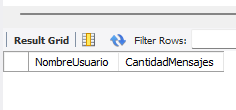 Result Grid Filter Rows:
NombreUsuario CantidadMensajes